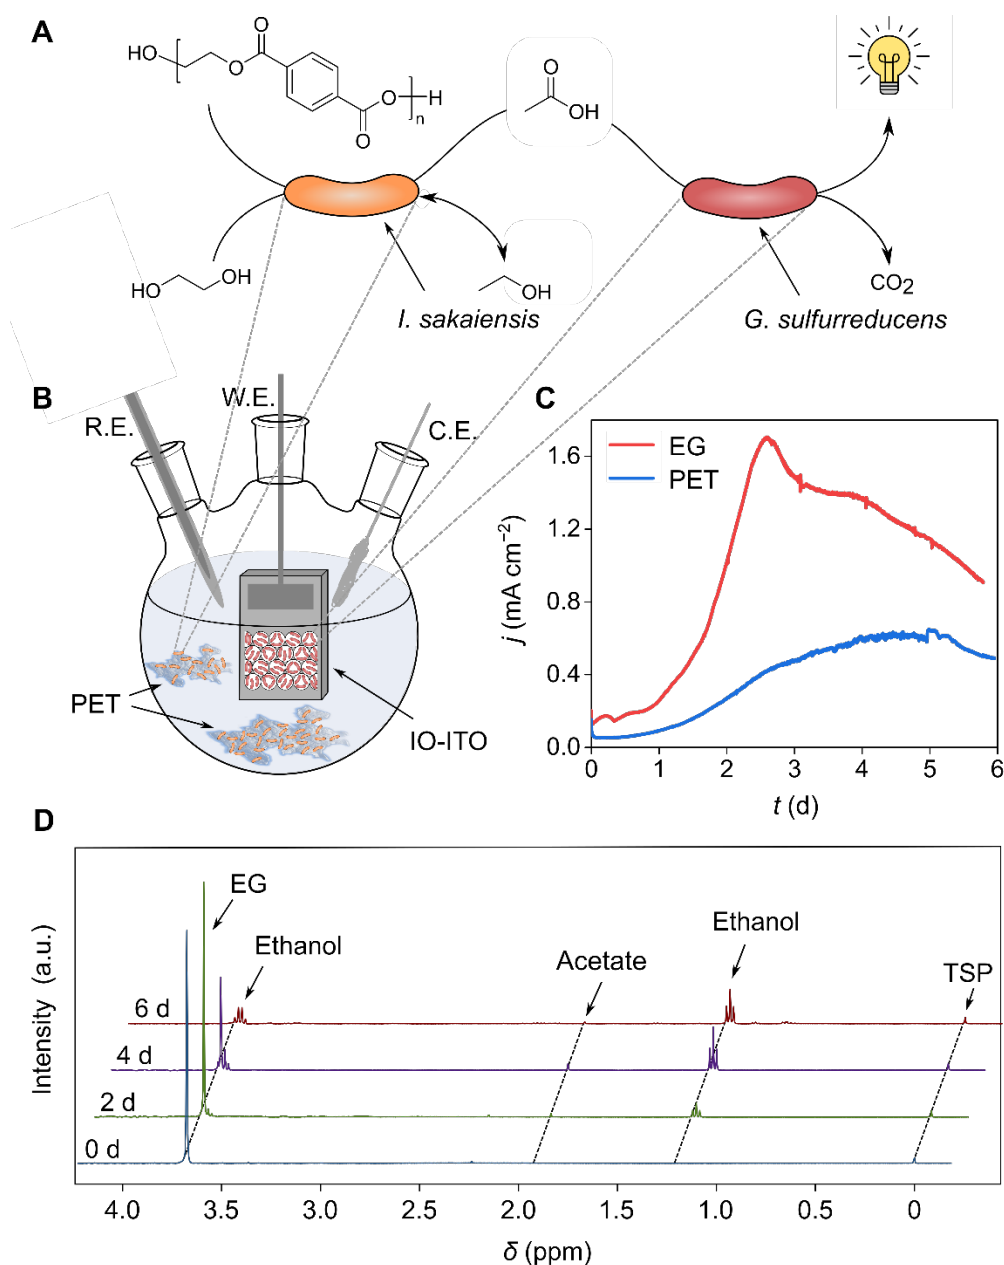 A
HO
O
O
O
O
H
n
O
OH
HO
OH
OH
CO2
I. sakaiensis
G. sulfurreducens
B
R.E.
W.E.
C.E.
PET
IO-ITO
C
EG
PET
j (mA cm−2)
1.6
1.2
0.8
0.4
0.0
0
1
2
3
4
5
6
t (d)
D
Intensity (a.u.)
EG
Ethanol
Acetate
Ethanol
TSP
6 d
4 d
2 d
0 d
4.0
3.5
3.0
2.5
2.0
1.5
1.0
0.5
0
δ (ppm)